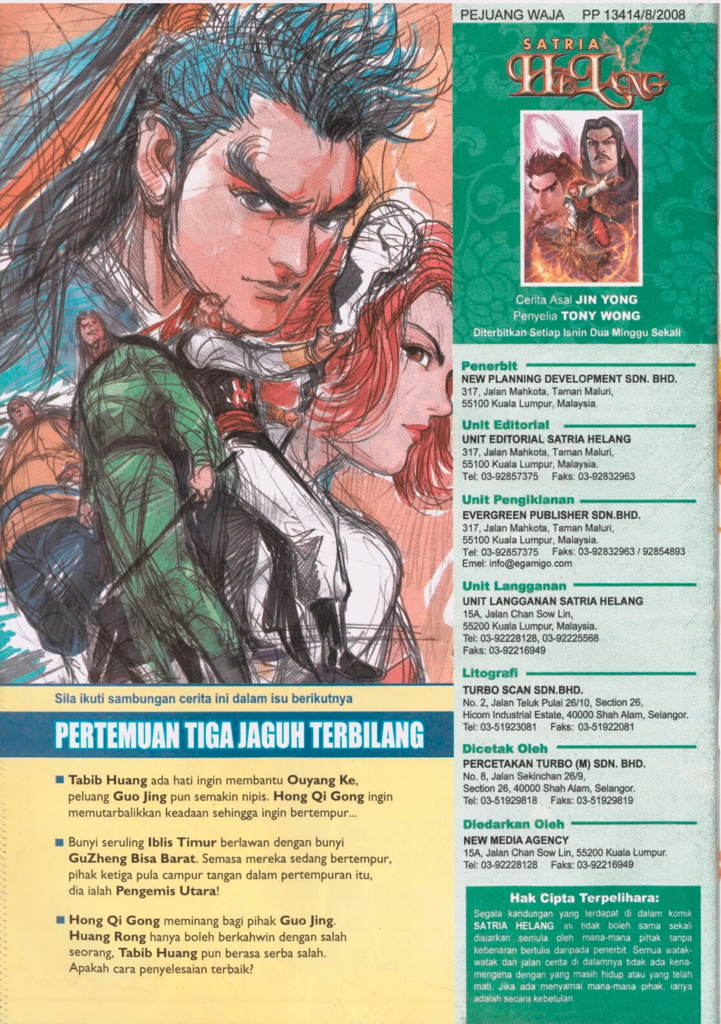 PEJUANG WAJA PP 13414/8/2008
SATRIA
HELANG
Cerita Asal JIN YONG
Penyelia TONY WONG
Diterbitkan Setiap Isnin Dua Minggu Sekali
Penerbit
NEW PLANNING DEVELOPMENT SDN. BHD.
317, Jalan Mahkota, Taman Maluri,
55100 Kuala Lumpur, Malaysia.
Unit Editorial
UNIT EDITORIAL SATRIA HELANG
317, Jalan Mahkota, Taman Maluri,
55100 Kuala Lumpur, Malaysia.
Tel: 03-92857375 Faks: 03-92832963
Unit Pengiklanan
EVERGREEN PUBLISHER SDN.BHD.
317, Jalan Mahkota, Taman Maluri,
55100 Kuala Lumpur, Malaysia.
Tel: 03-92857375 Faks: 03-92832963 / 92854893
Emel: info@egamigo.com
Unit Langganan
UNIT LANGGANAN SATRIA HELANG
15A, Jalan Chan Sow Lin,
55200 Kuala Lumpur, Malaysia.
Tel: 03-92228128, 03-92225568
Faks: 03-92216949
Litografi
TURBO SCAN SDN.BHD.
No. 2, Jalan Teluk Pulai 26/10, Section 26,
Hicom Industrial Estate, 40000 Shah Alam, Selangor.
Tel: 03-51923081 Faks: 03-51922081
Dicetak Oleh
PERCETAKAN TURBO (M) SDN. BHD.
No. 8, Jalan Sekinchan 26/9,
Section 26, 40000 Shah Alam, Selangor.
Tel: 03-51929818 Faks: 03-51929819
Diedarkan Oleh
NEW MEDIA AGENCY
15A, Jalan Chan Sow Lin, 55200 Kuala Lumpur.
Tel: 03-92228128 Faks: 03-92216949
Hak Cipta Terpelihara:
Segala kandungan yang terdapat di dalam komik
SATRIA HELANG ini tidak boleh sama sekali
disiarkan semula oleh mana-mana pihak tanpa
kebenaran bertulis daripada penerbit. Semua watak-
watak dan jalan cerita di dalamnya tidak ada kena-
mengena dengan yang masih hidup atau yang telah
mati. Jika ada menyamai mana-mana pihak, ianya
adalah secara kebetulan.
Sila ikuti sambungan cerita ini dalam isu berikutnya
PERTEMUAN TIGA JAGUH TERBILANG
Tabib Huang ada hati ingin membantu Ouyang Ke,
peluang Guo Jing pun semakin nipis. Hong Qi Gong ingin
memutarbalikkan keadaan sehingga ingin bertempur...
Bunyi seruling Iblis Timur berlawan dengan bunyi
GuZheng Bisa Barat. Semasa mereka sedang bertempur,
pihak ketiga pula campur tangan dalam pertempuran itu,
dia ialah Pengemis Utara!
Hong Qi Gong meminang bagi pihak Guo Jing.
Huang Rong hanya boleh berkahwin dengan salah
seorang, Tabib Huang pun berasa serba salah.
Apakah cara penyelesaian terbaik?